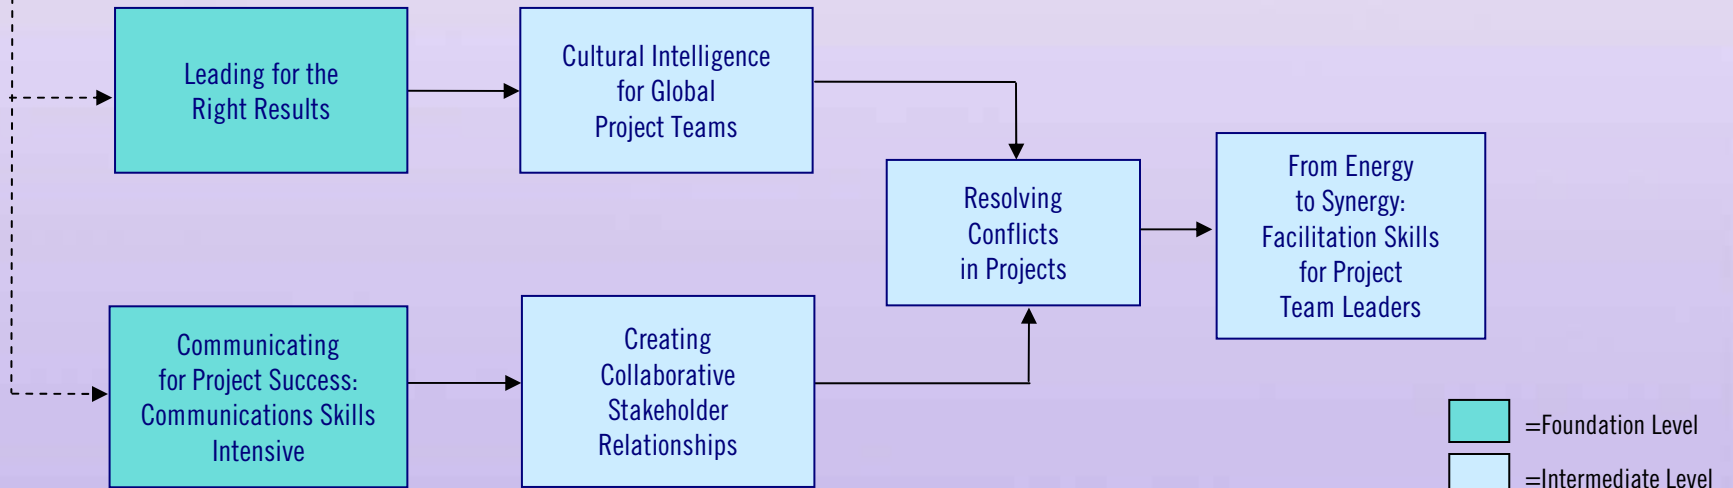 Leading for the
Right Results
Cultural Intelligence
for Global
Project Teams
Resolving
Conflicts
in Projects
From Energy
to Synergy:
Facilitation Skills
for Project
Team Leaders
Communicating
for Project Success:
Communications Skills
Intensive
Creating
Collaborative
Stakeholder
Relationships
=Foundation Level
=Intermediate Level